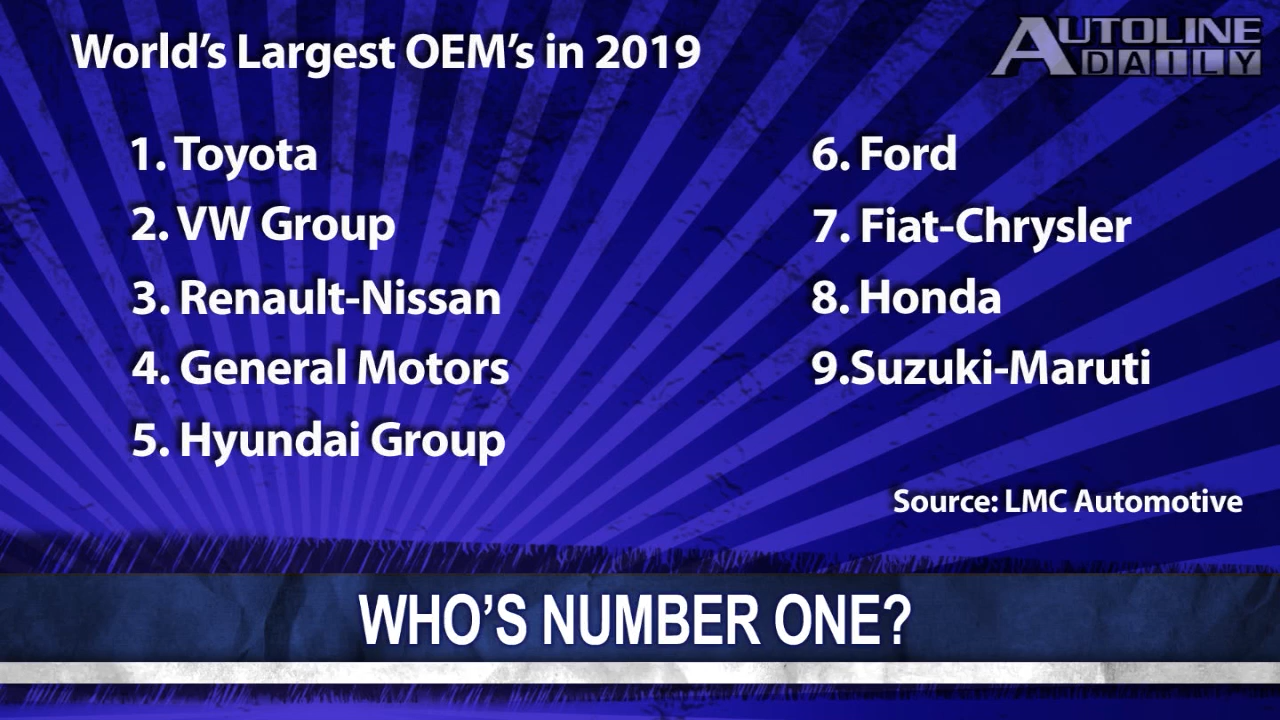 World's Largest OEM's in 2019
AUTOLINE
DAILY
1. Toyota
2. VW Group
3. Renault-Nissan
4. General Motors
5. Hyundai Group
6. Ford
7. Fiat-Chrysler
8. Honda
9.Suzuki-Maruti
Source: LMC Automotive
WHO'S NUMBER ONE?